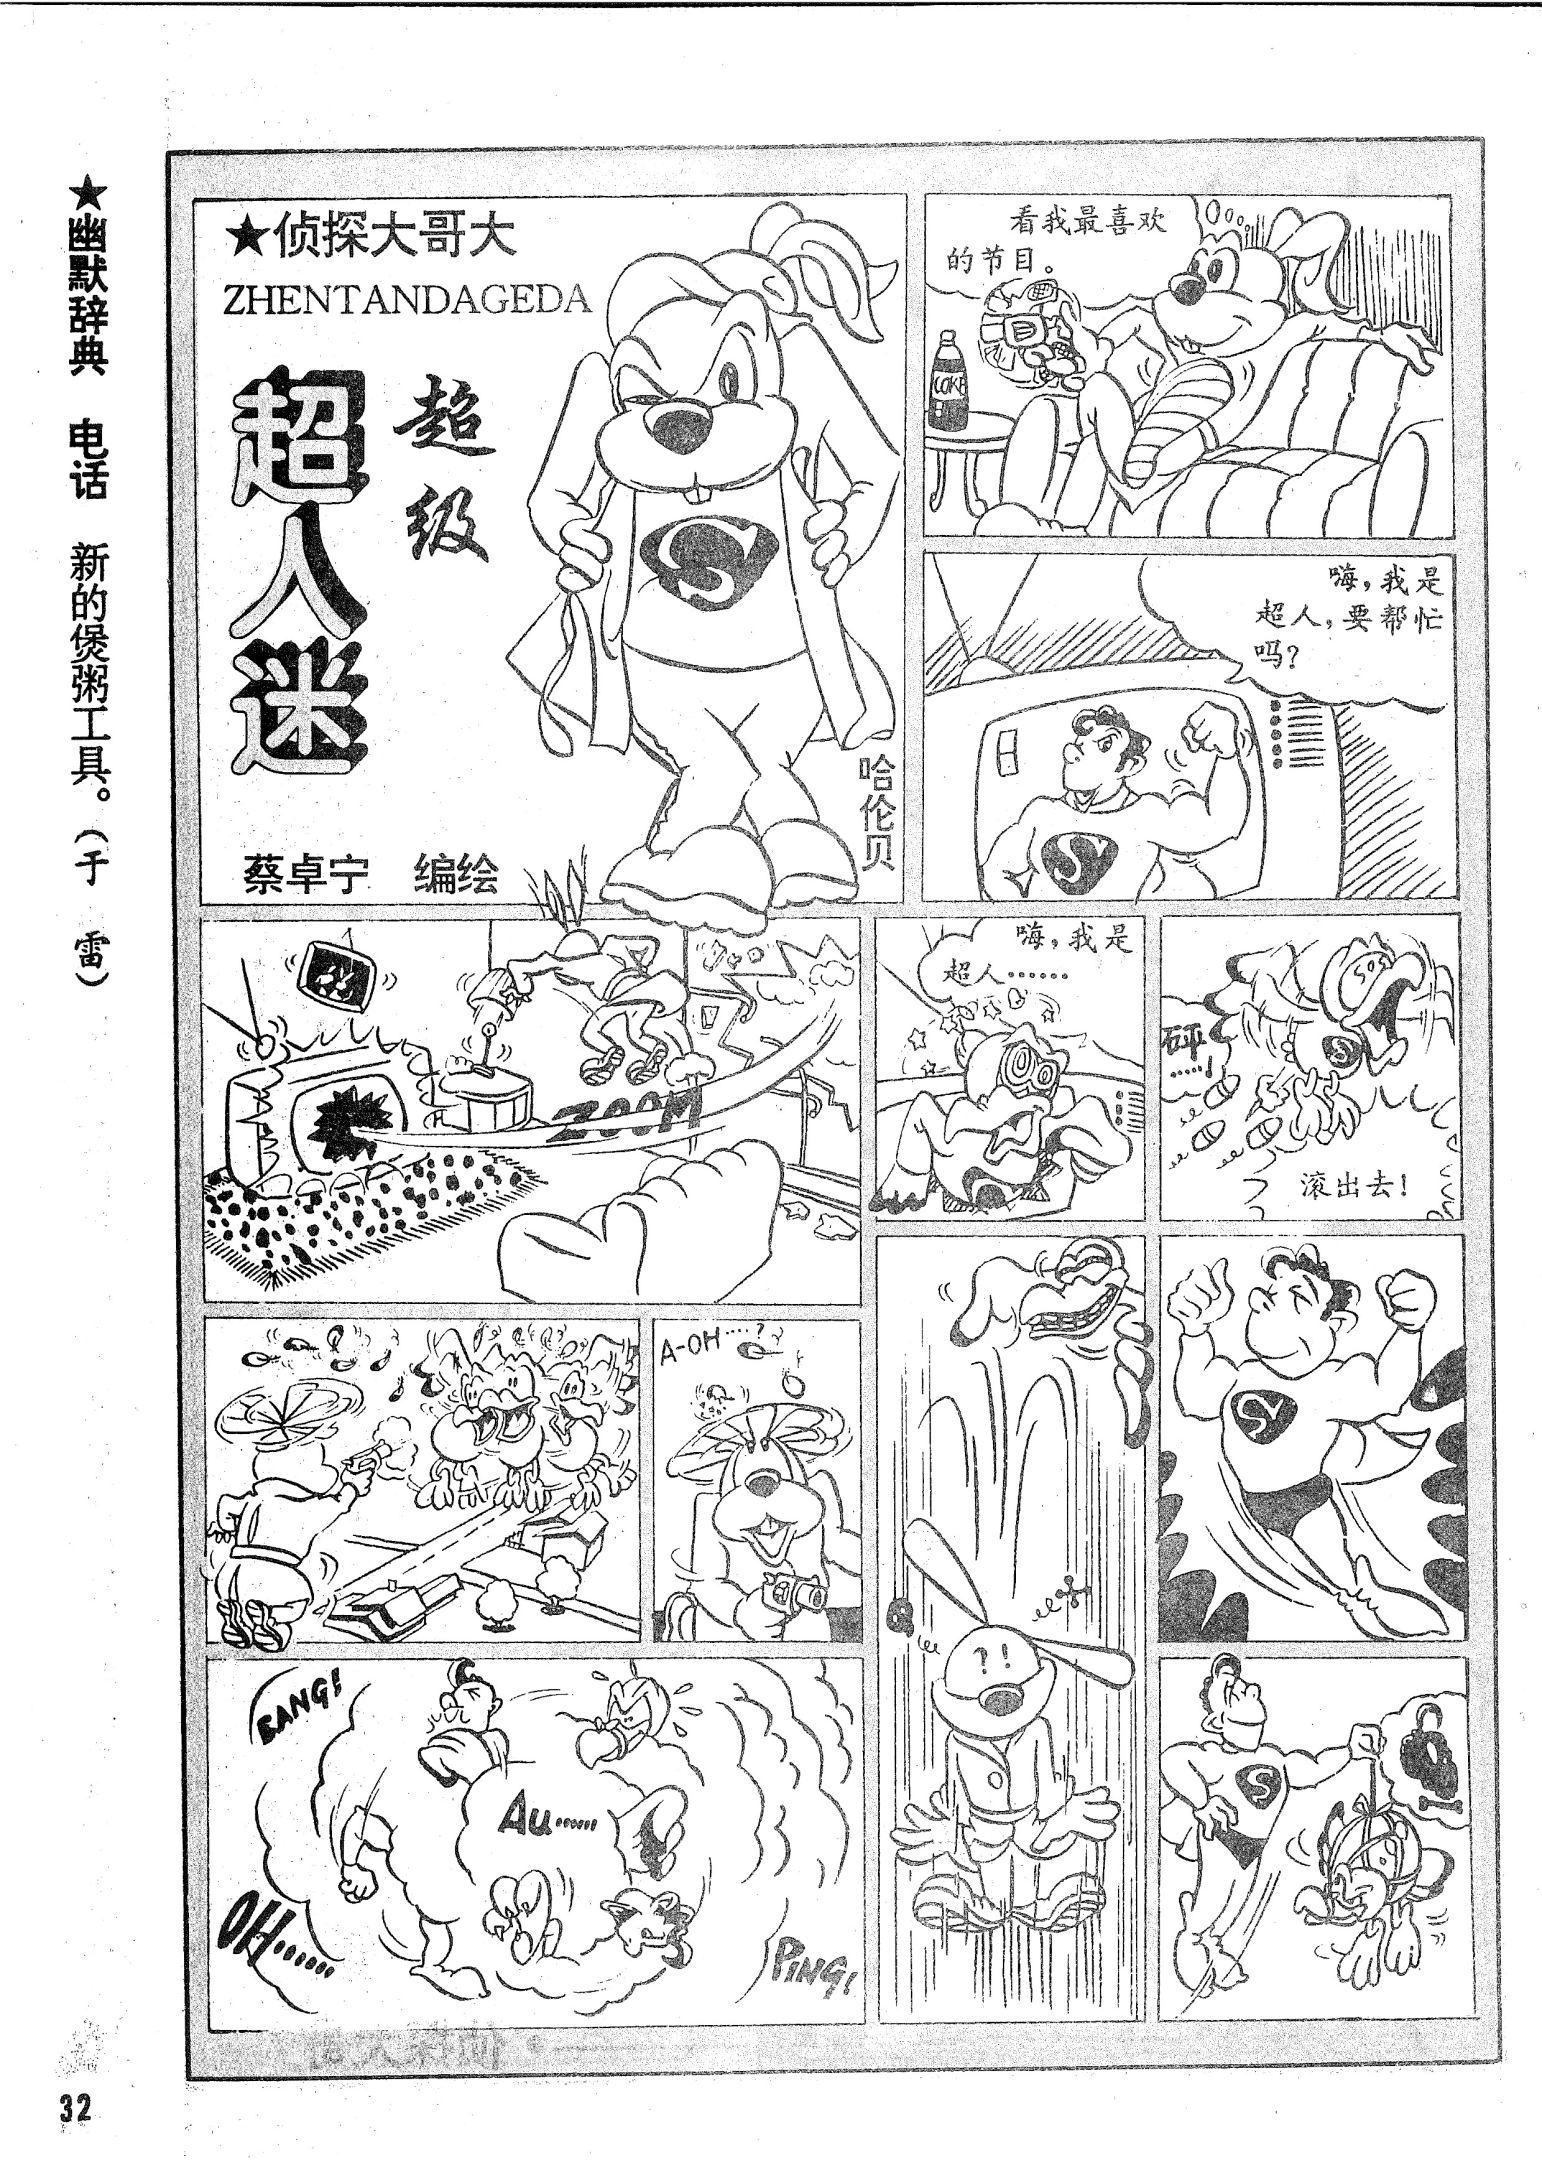 ★幽默辞典　电话　新的煲粥工具。（于　雷）
★侦探大哥大
ZHENTANDAGEDA
超级
超人迷
哈伦贝
蔡卓宁　编绘
看我最喜欢
的节目。
COKE
嗨，我是
超人，要帮忙
吗？
S
ZOOM
嗨，我是
超人……
SOS
砰
……！
滚出去！
A-OH……？
??
BANG!
Au……
OH……
PING!
S
32